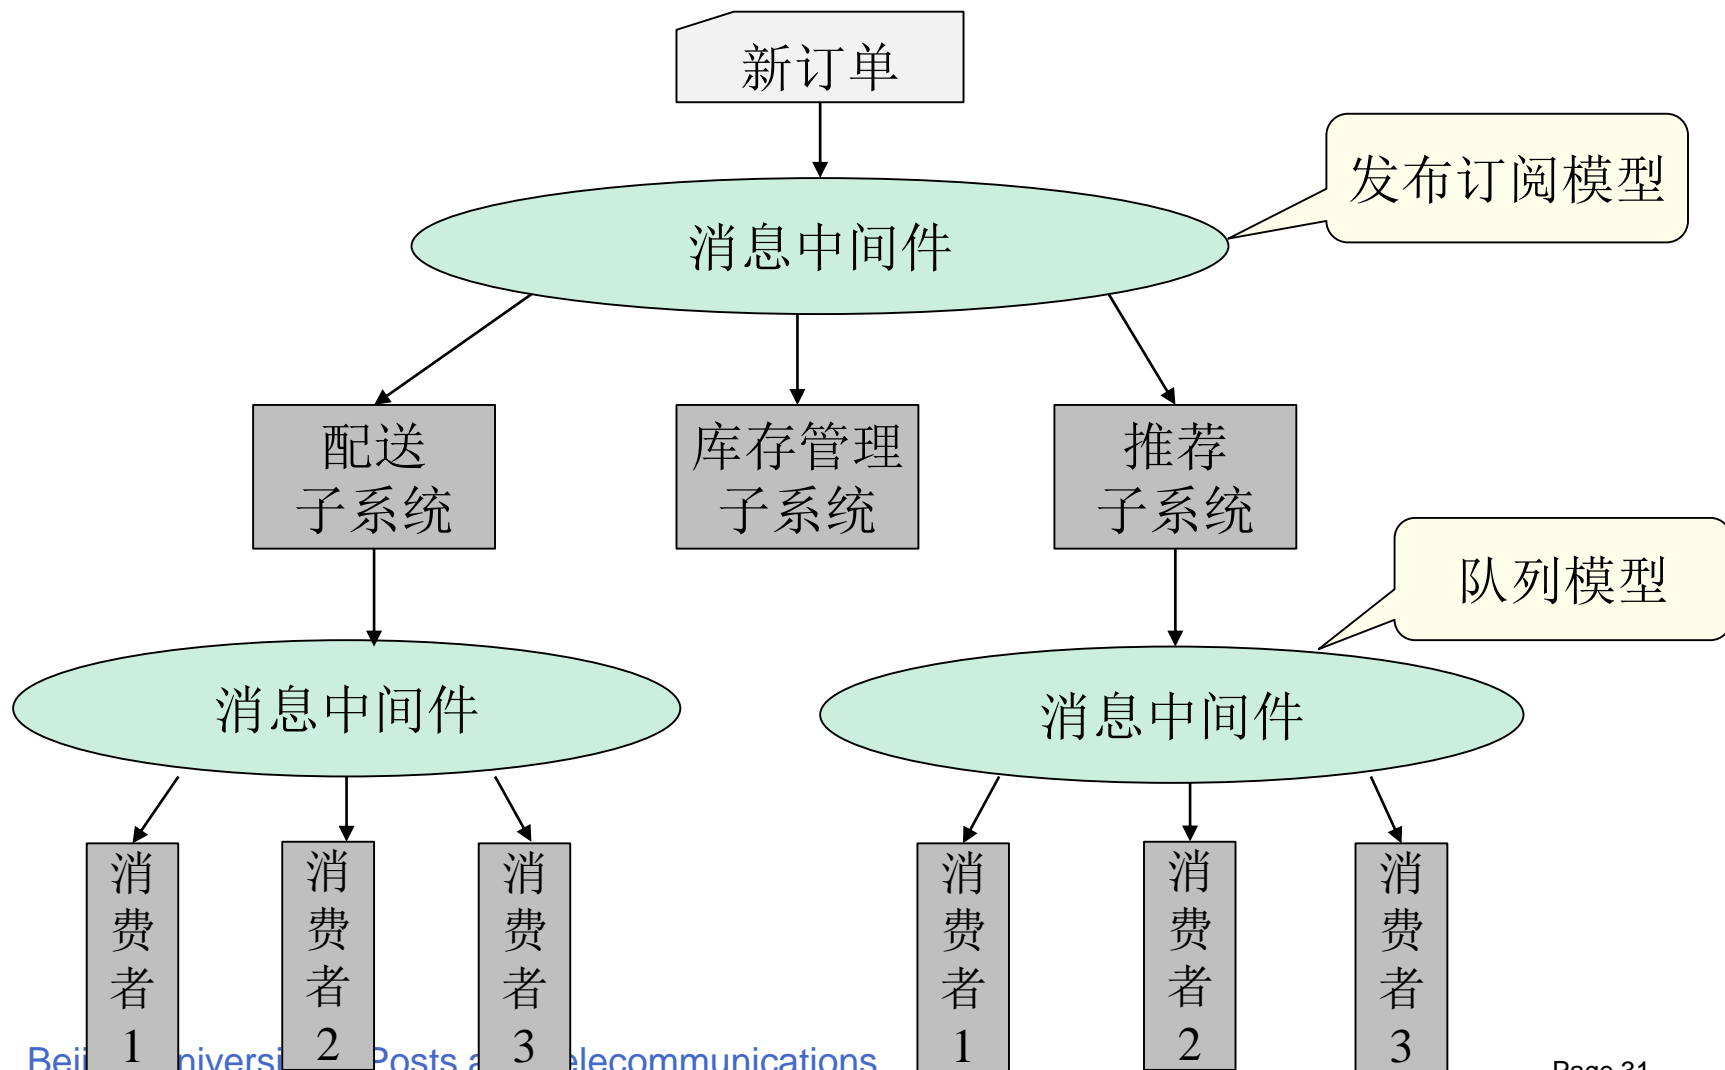 新订单
发布订阅模型
消息中间件
配送
子系统
库存管理
子系统
推荐
子系统
队列模型
消息中间件
消息中间件
消
费
者
1
消
费
者
2
消
费
者
3
消
费
者
1
消
费
者
2
消
费
者
3
Posts
Page 31